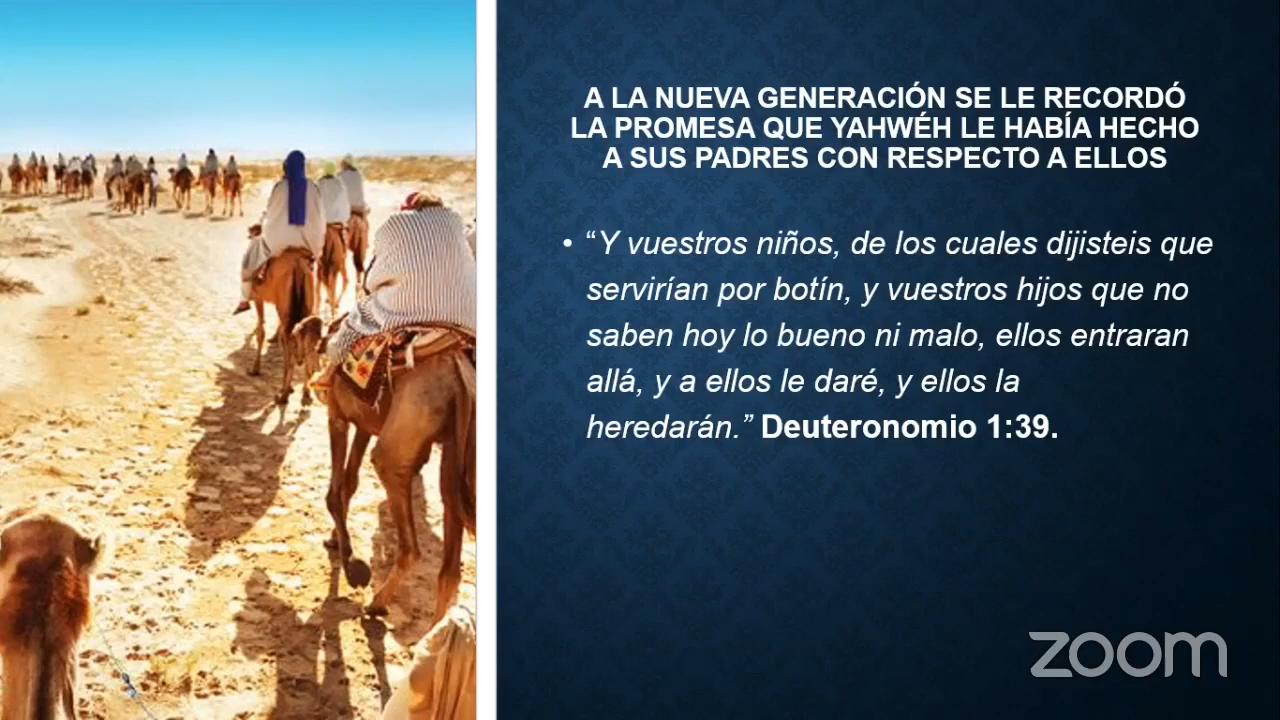 A LA NUEVA GENERACIÓN SE LE RECORDÓ
LA PROMESA QUE YAHWÉH LE HABÍA HECHO
A SUS PADRES CON RESPECTO A ELLOS
• “Y vuestros niños, de los cuales dijisteis que
servirían por botín, y vuestros hijos que no
saben hoy lo bueno ni malo, ellos entraran
allá, y a ellos le daré, y ellos la
heredarán.” Deuteronomio 1:39.
zoom